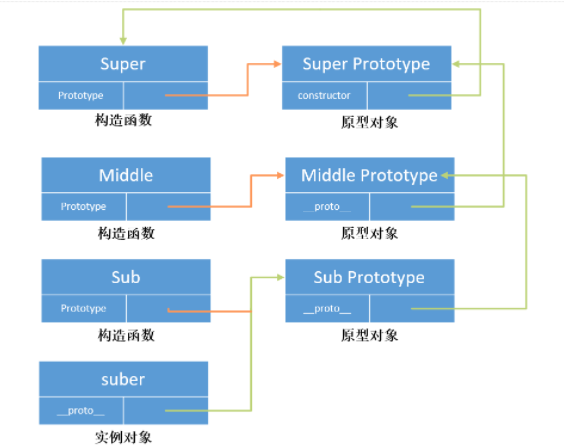 Super
Prototype
构造函数
Super Prototype
constructor
原型对象
Middle
Prototype
构造函数
Middle Prototype
__proto__
原型对象
Sub
Prototype
构造函数
Sub Prototype
__proto__
原型对象
suber
__proto__
实例对象